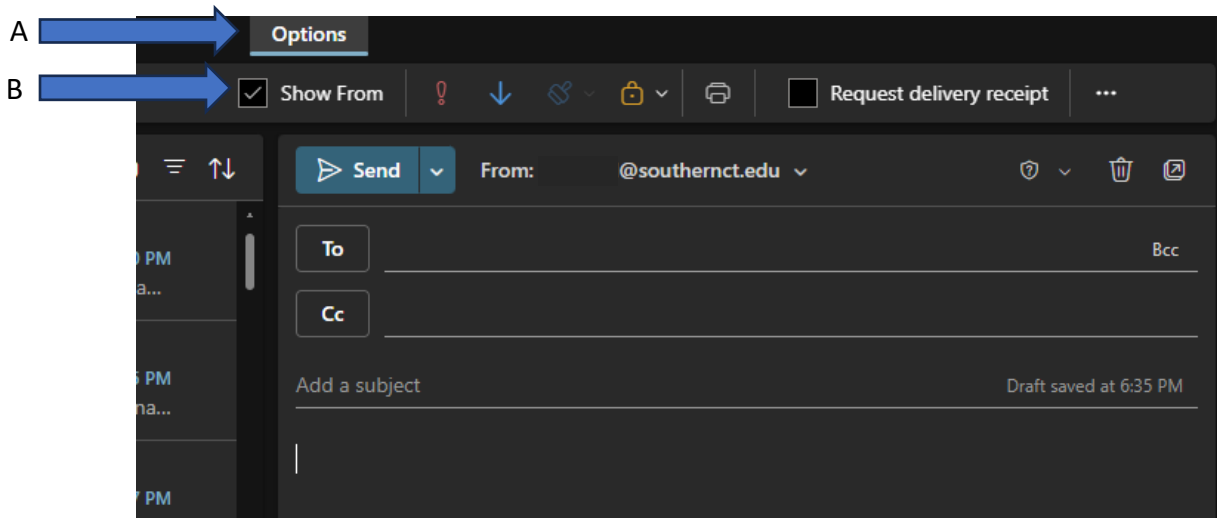 A
Options
B
Show From
Request delivery receipt
Send
From: @southernct.edu
To
Bcc
PM
a...
Cc
PM
na...
Add a subject
Draft saved at 6:35 PM
PM